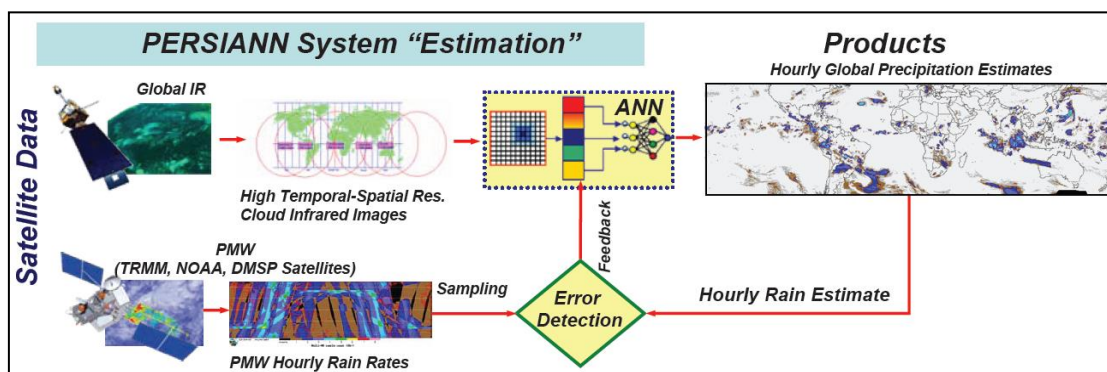 PERSIANN System “Estimation”
Products
Hourly Global Precipitation Estimates
Satellite Data
Global IR
ANN
High Temporal-Spatial Res.
Cloud Infrared Images
Feedback
PMW
(TRMM, NOAA, DMSP Satellites)
Sampling
Error
Detection
Hourly Rain Estimate
PMW Hourly Rain Rates